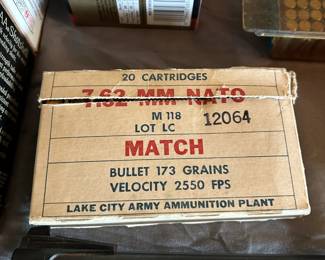 20 CARTRIDGES
7.62 MM NATO
M 118
LOT LC 12064
MATCH
BULLET 173 GRAINS
VELOCITY 2550 FPS
LAKE CITY ARMY AMMUNITION PLANT